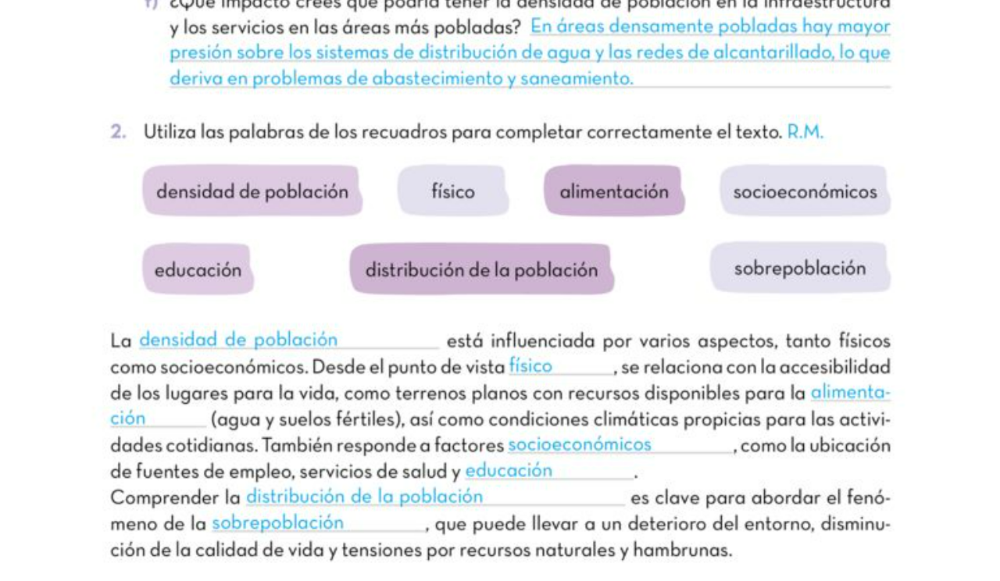 f) ¿Qué impacto crees que podría tener la densidad de población en la infraestructura
y los servicios en las áreas más pobladas? En áreas densamente pobladas hay mayor
presión sobre los sistemas de distribución de agua y las redes de alcantarillado, lo que
deriva en problemas de abastecimiento y saneamiento.
2. Utiliza las palabras de los recuadros para completar correctamente el texto. R.M.
densidad de población físico alimentación socioeconómicos
educación distribución de la población sobrepoblación
La densidad de población está influenciada por varios aspectos, tanto físicos
como socioeconómicos. Desde el punto de vista físico, se relaciona con la accesibilidad
de los lugares para la vida, como terrenos planos con recursos disponibles para la alimenta-
ción (agua y suelos fértiles), así como condiciones climáticas propicias para las activi-
dades cotidianas. También responde a factores socioeconómicos, como la ubicación
de fuentes de empleo, servicios de salud y educación.
Comprender la distribución de la población es clave para abordar el fenó-
meno de la sobrepoblación, que puede llevar a un deterioro del entorno, disminu-
ción de la calidad de vida y tensiones por recursos naturales y hambrunas.